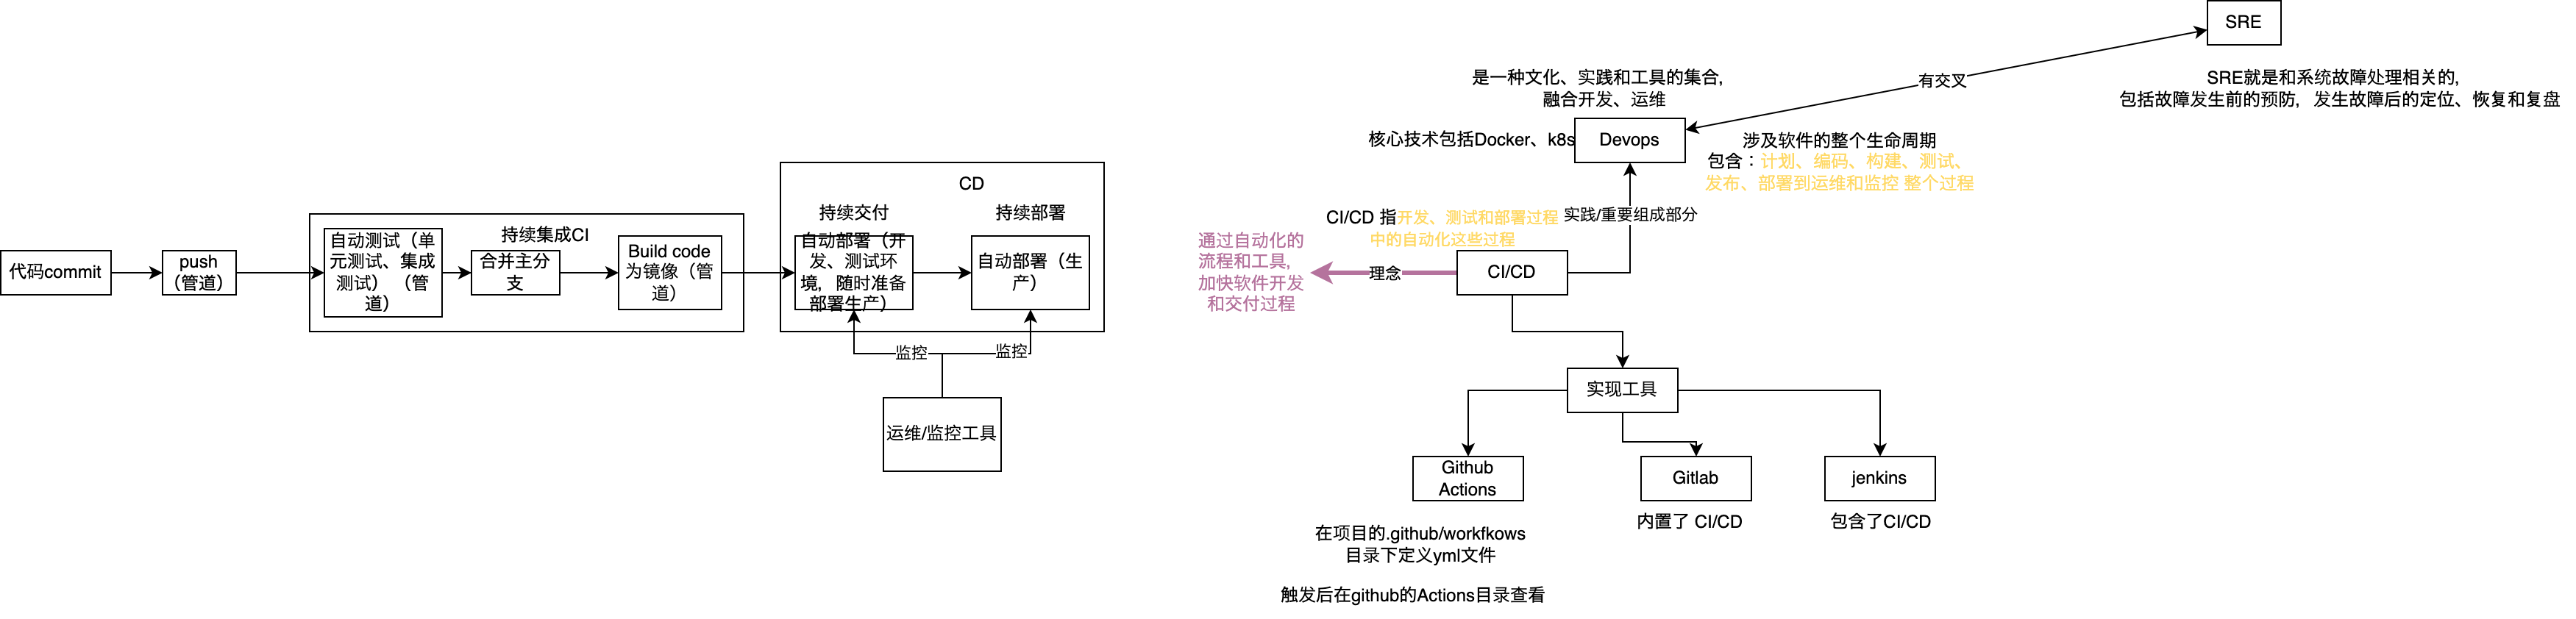 代码commit
push
（管道）
持续集成CI
自动测试（单
元测试、集成
测试）（管
道）
合并主分
支
Build code
为镜像（管
道）
CD
持续交付
自动部署（开
发、测试环
境，随时准备
部署生产）
持续部署
自动部署（生
产）
监控
监控
运维/监控工具
SRE
SRE就是和系统故障处理相关的，
包括故障发生前的预防，发生故障后的定位、恢复和复盘
有交叉
是一种文化、实践和工具的集合，
融合开发、运维
核心技术包括Docker、k8s
Devops
涉及软件的整个生命周期
包含：计划、编码、构建、测试、
发布、部署到运维和监控 整个过程
实践/重要组成部分
CI/CD 指开发、测试和部署过程
中的自动化这些过程
CI/CD
理念
通过自动化的
流程和工具，
加快软件开发
和交付过程
实现工具
Github
Actions
在项目的.github/workfkows
目录下定义yml文件
触发后在github的Actions目录查看
Gitlab
内置了 CI/CD
jenkins
包含了CI/CD